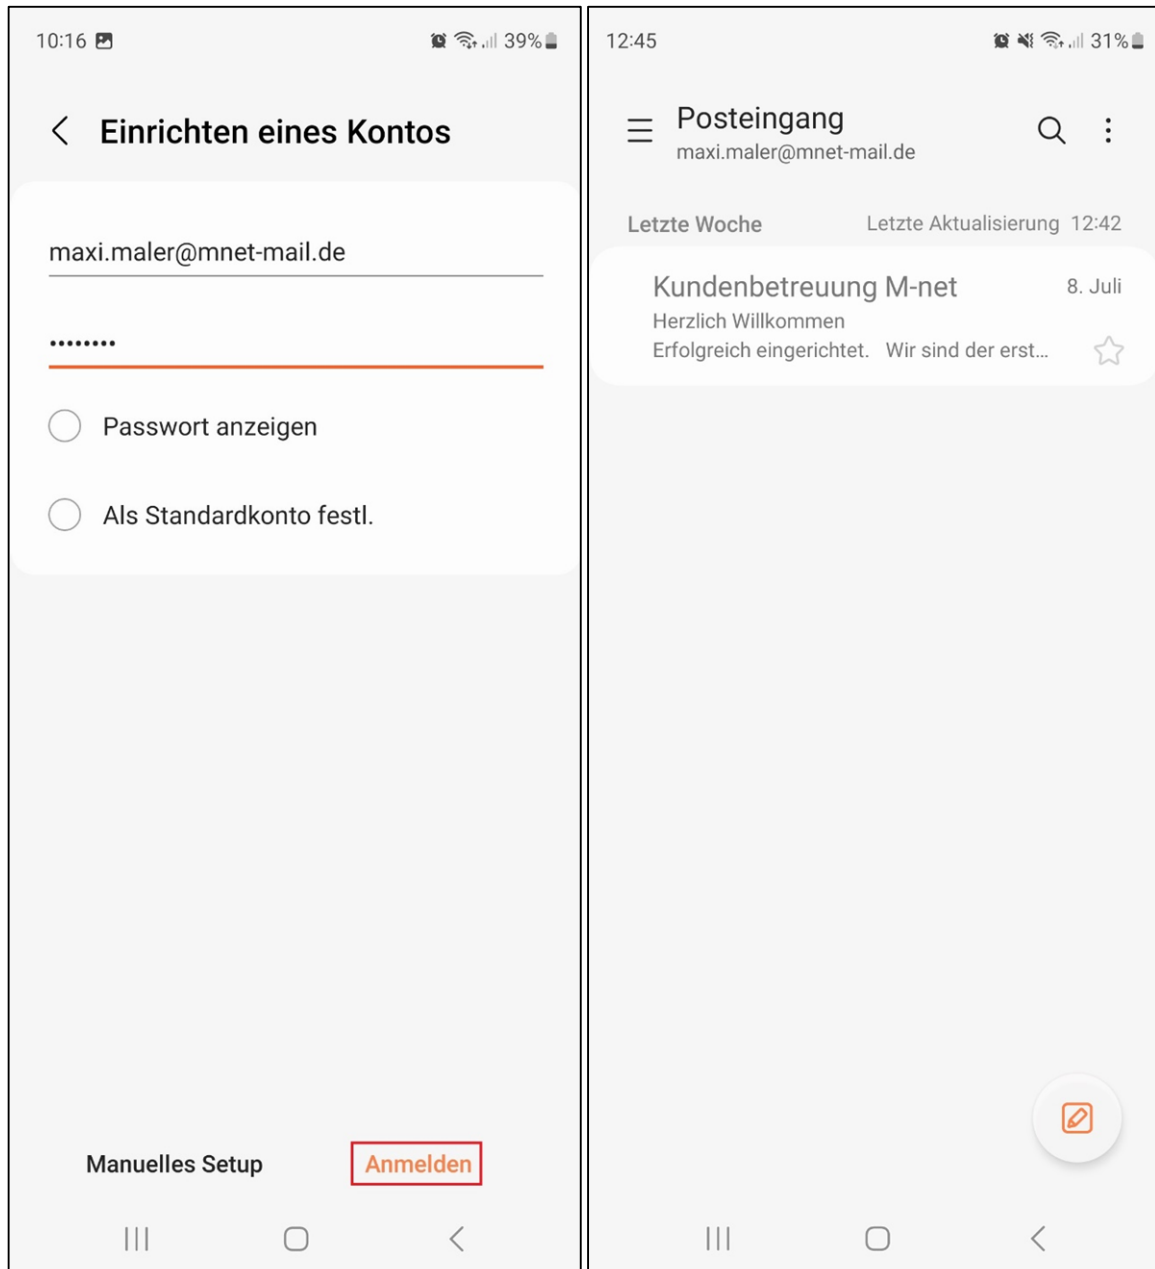 10:16
39%
Einrichten eines Kontos
maxi.maler@mnet-mail.de
••••••••
Passwort anzeigen
Als Standardkonto festl.
Manuelles Setup
Anmelden
12:45
31%
Posteingang
maxi.maler@mnet-mail.de
Letzte Woche
Letzte Aktualisierung 12:42
Kundenbetreuung M-net
8. Juli
Herzlich Willkommen
Erfolgreich eingerichtet. Wir sind der erst...